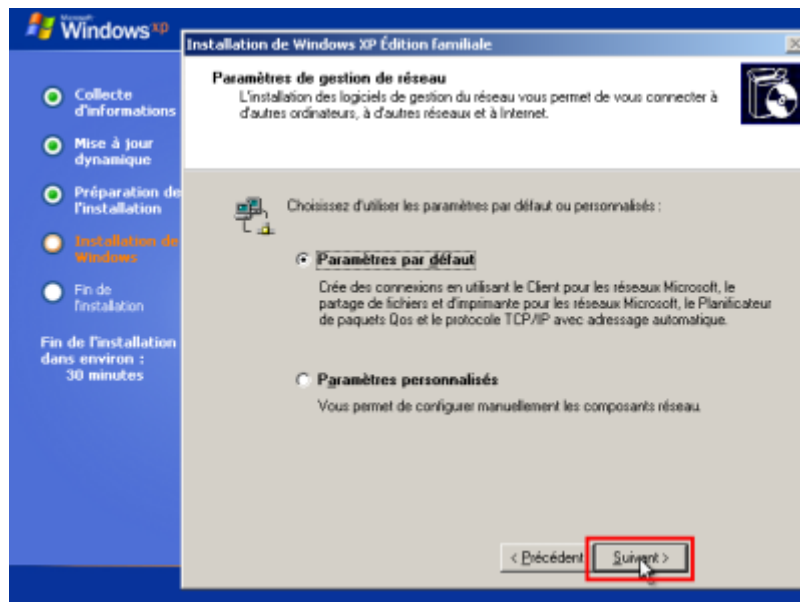 Microsoft
Windows xp
Installation de Windows XP Édition familiale
Collecte
d'informations
Mise à jour
dynamique
Préparation de
l'installation
Installation de
Windows
Fin de
l'installation
Fin de l'installation
dans environ :
30 minutes
Paramètres de gestion de réseau
L'installation des logiciels de gestion du réseau vous permet de vous connecter à
d'autres ordinateurs, à d'autres réseaux et à Internet.
Choisissez d'utiliser les paramètres par défaut ou personnalisés :
Paramètres par défaut
Crée des connexions en utilisant le Client pour les réseaux Microsoft, le
partage de fichiers et d'imprimante pour les réseaux Microsoft, le Planificateur
de paquets Qos et le protocole TCP/IP avec adressage automatique.
Paramètres personnalisés
Vous permet de configurer manuellement les composants réseau.
< Précédent
Suivant >